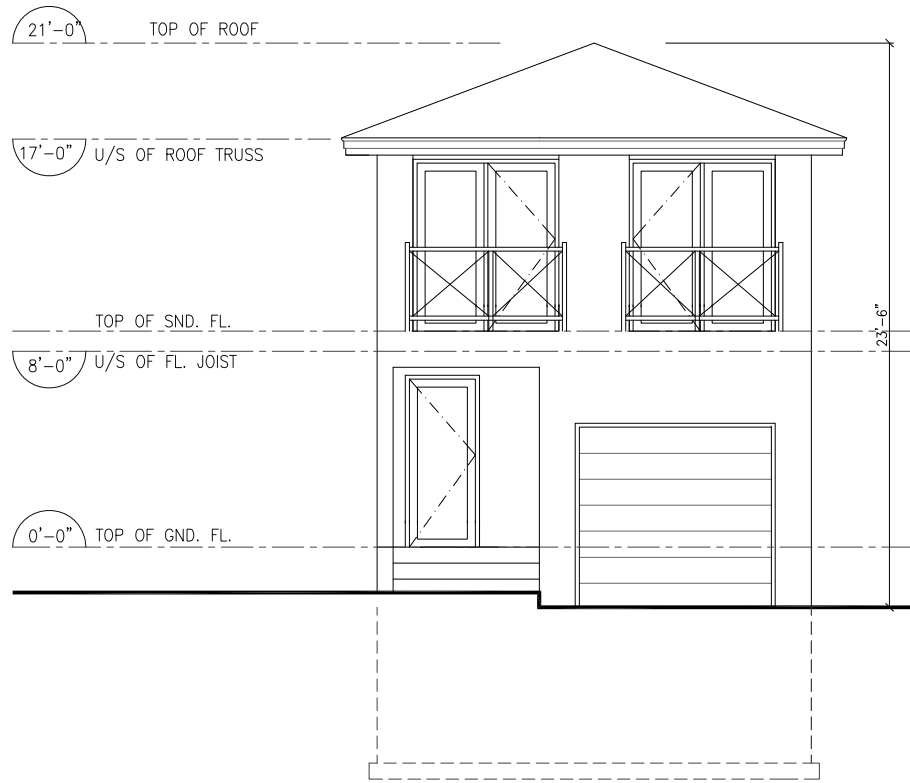 21'-0" TOP OF ROOF
17'-0" U/S OF ROOF TRUSS
TOP OF SND. FL.
23'-6"
8'-0" U/S OF FL. JOIST
0'-0" TOP OF GND. FL.